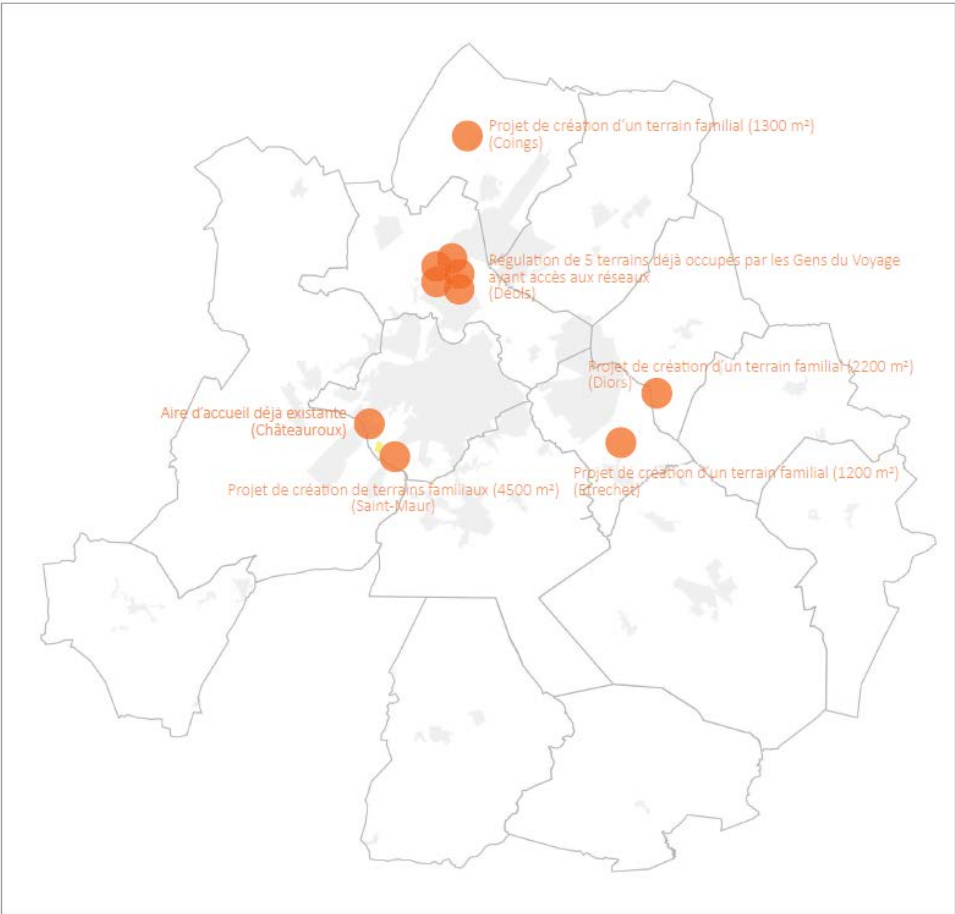 Projet de création d'un terrain familial (1300 m²)
(Coings)
Régulation de 5 terrains déjà occupés par les Gens du Voyage
ayant accès aux réseaux
(Déols)
Projet de création d'un terrain familial (2200 m²)
(Diors)
Aire d'accueil déjà existante
(Châteauroux)
Projet de création d'un terrain familial (1200 m²)
(Etrechet)
Projet de création de terrains familiaux (4500 m²)
(Saint-Maur)